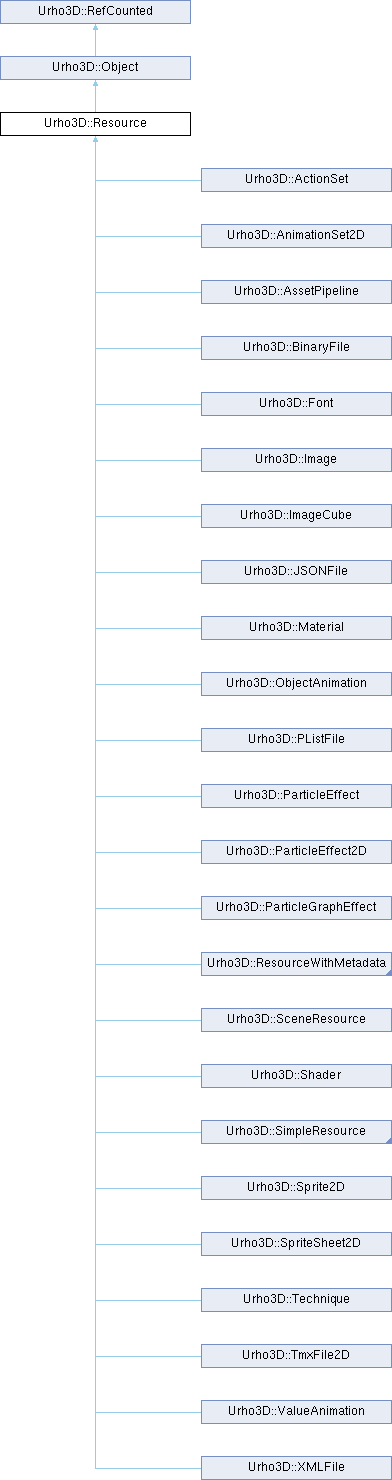 Urho3D::RefCounted
Urho3D::Object
Urho3D::Resource
Urho3D::ActionSet
Urho3D::AnimationSet2D
Urho3D::AssetPipeline
Urho3D::BinaryFile
Urho3D::Font
Urho3D::Image
Urho3D::ImageCube
Urho3D::JSONFile
Urho3D::Material
Urho3D::ObjectAnimation
Urho3D::PListFile
Urho3D::ParticleEffect
Urho3D::ParticleEffect2D
Urho3D::ParticleGraphEffect
Urho3D::ResourceWithMetadata
Urho3D::SceneResource
Urho3D::Shader
Urho3D::SimpleResource
Urho3D::Sprite2D
Urho3D::SpriteSheet2D
Urho3D::Technique
Urho3D::TmxFile2D
Urho3D::ValueAnimation
Urho3D::XMLFile